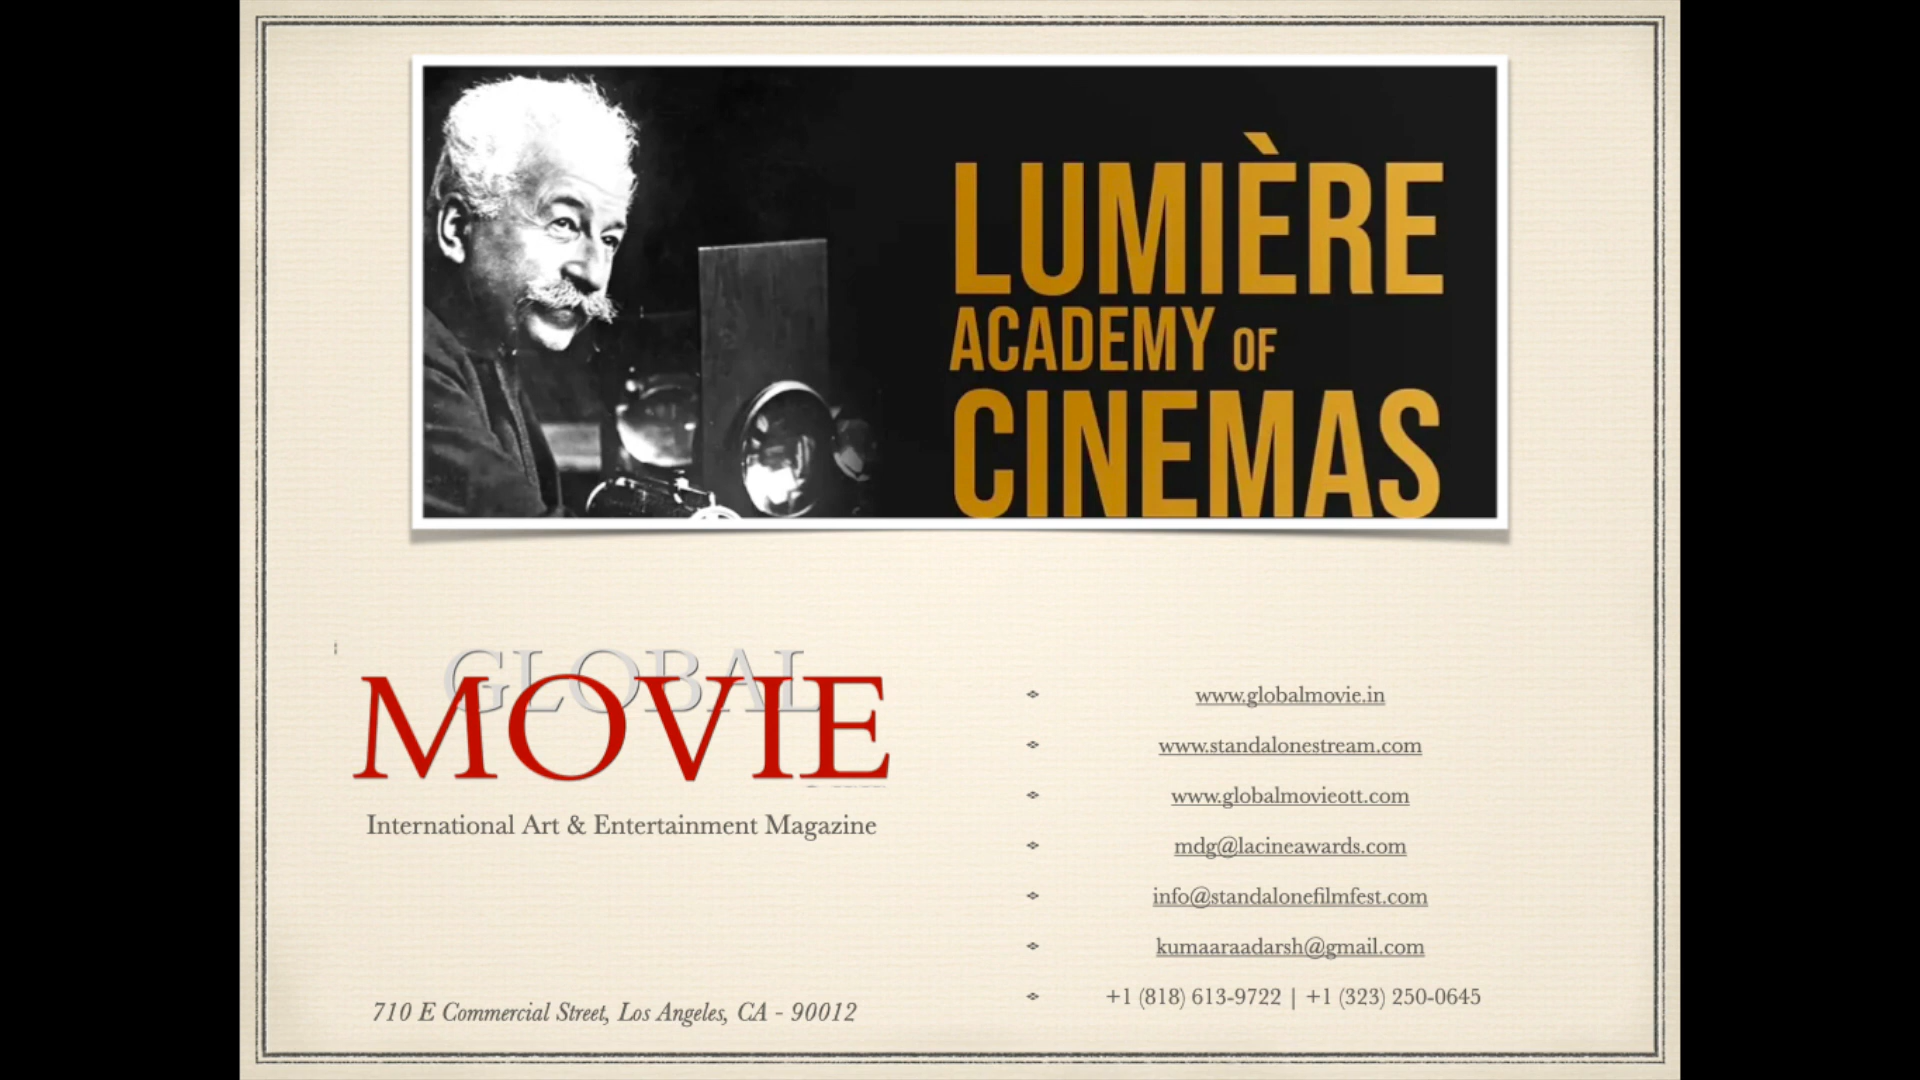 LUMIÈRE
ACADEMY OF
CINEMAS
GLOBAL
MOVIE
International Art & Entertainment Magazine
710 E Commercial Street, Los Angeles, CA - 90012
www.globalmovie.in
www.standalonestream.com
www.globalmovieott.com
mdg@lacineawards.com
info@standalonefilmfest.com
kumaaraadarsh@gmail.com
+1 (818) 613-9722 | +1 (323) 250-0645